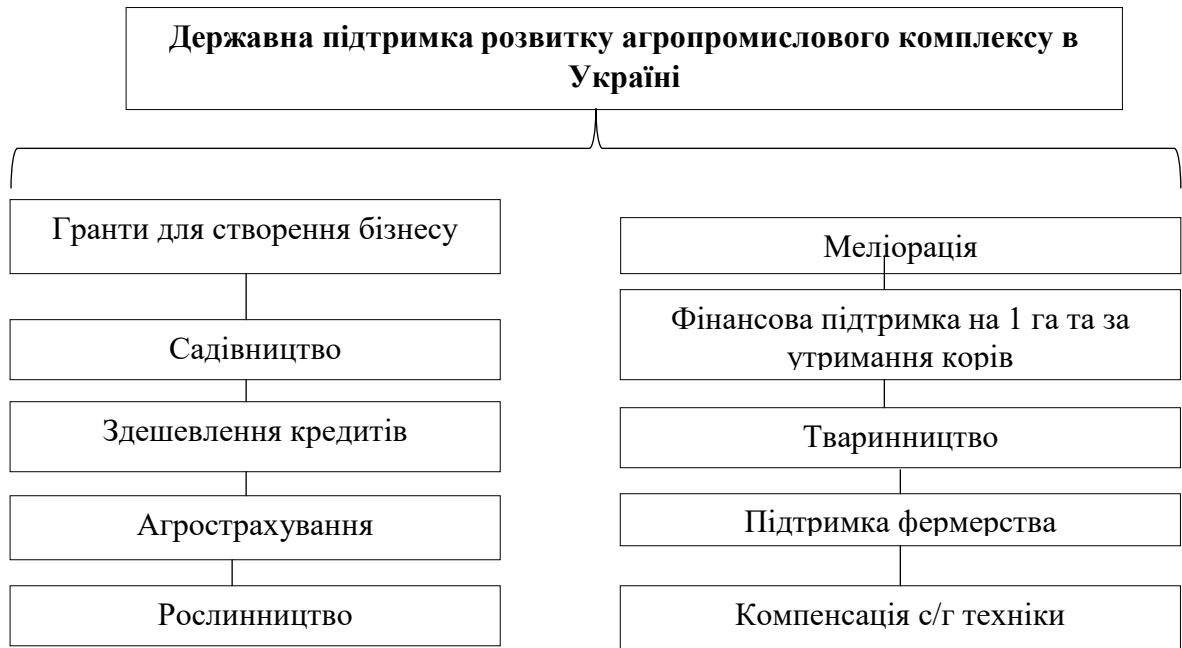 Державна підтримка розвитку агропромислового комплексу в
Україні
Гранти для створення бізнесу
Садівництво
Здешевлення кредитів
Агрострахування
Рослинництво
Меліорація
Фінансова підтримка на 1 га та за
утримання корів
Тваринництво
Підтримка фермерства
Компенсація с/г техніки